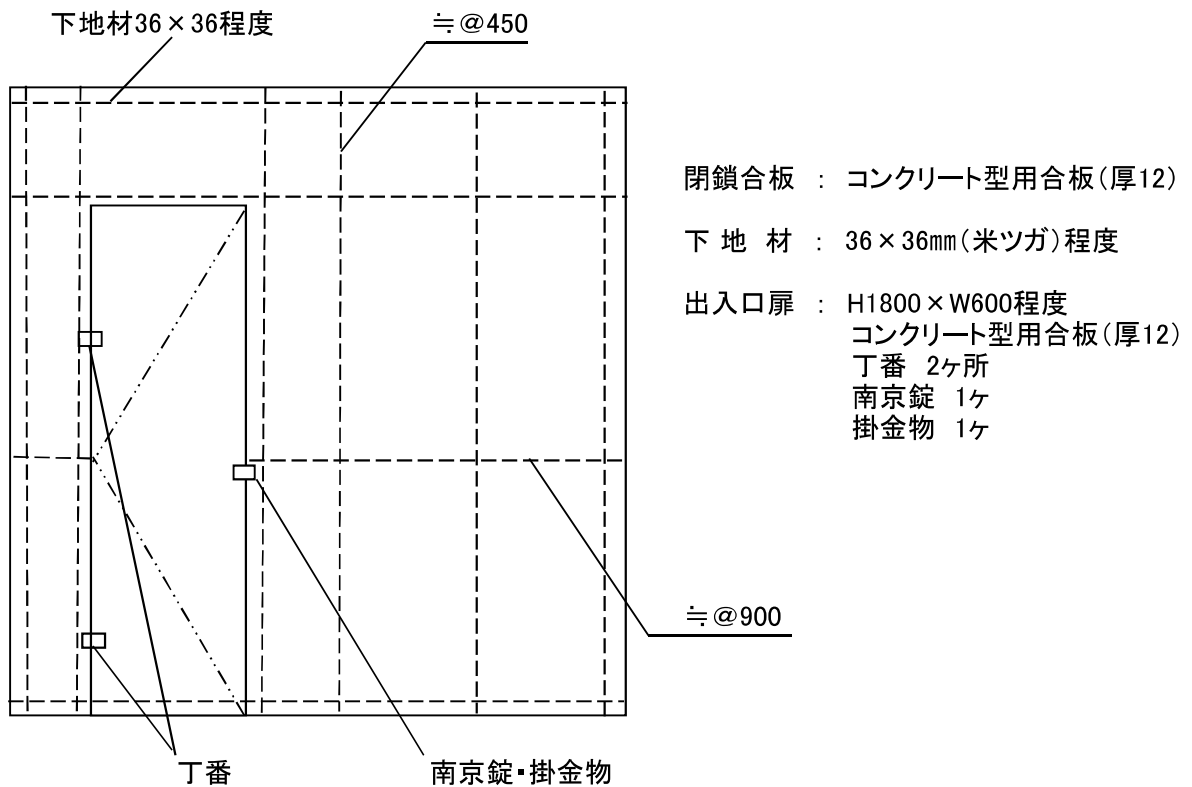 下地材36×36程度
≒@450
閉鎖合板 : コンクリート型用合板(厚12)
下 地 材 : 36×36㎜(米ツガ)程度
出入口扉 : H1800×W600程度
コンクリート型用合板(厚12)
丁番 2ヶ所
南京錠 1ヶ
掛金物 1ヶ
≒@900
丁番
南京錠・掛金物